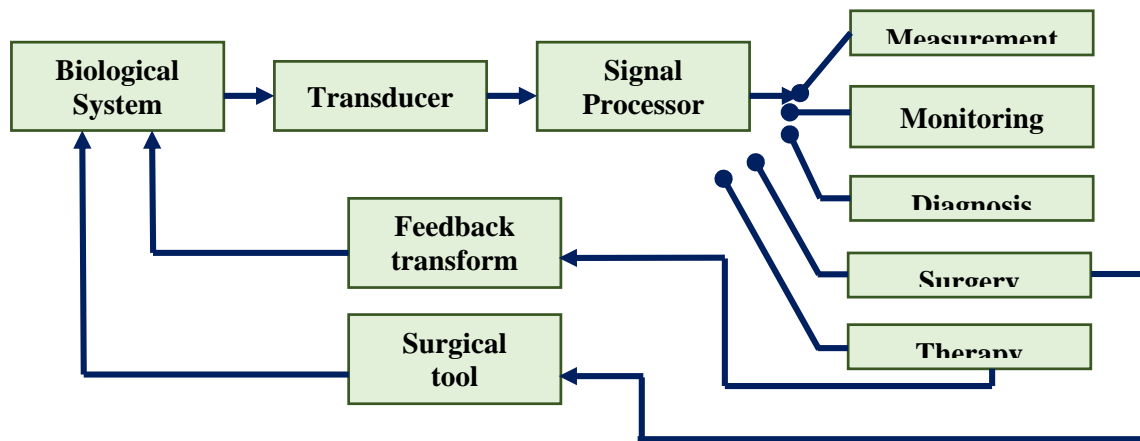 Biological
System
Transducer
Signal
Processor
Measurement
Monitoring
Diagnosis
Feedback
transform
Surgery
Surgical
tool
Therapy